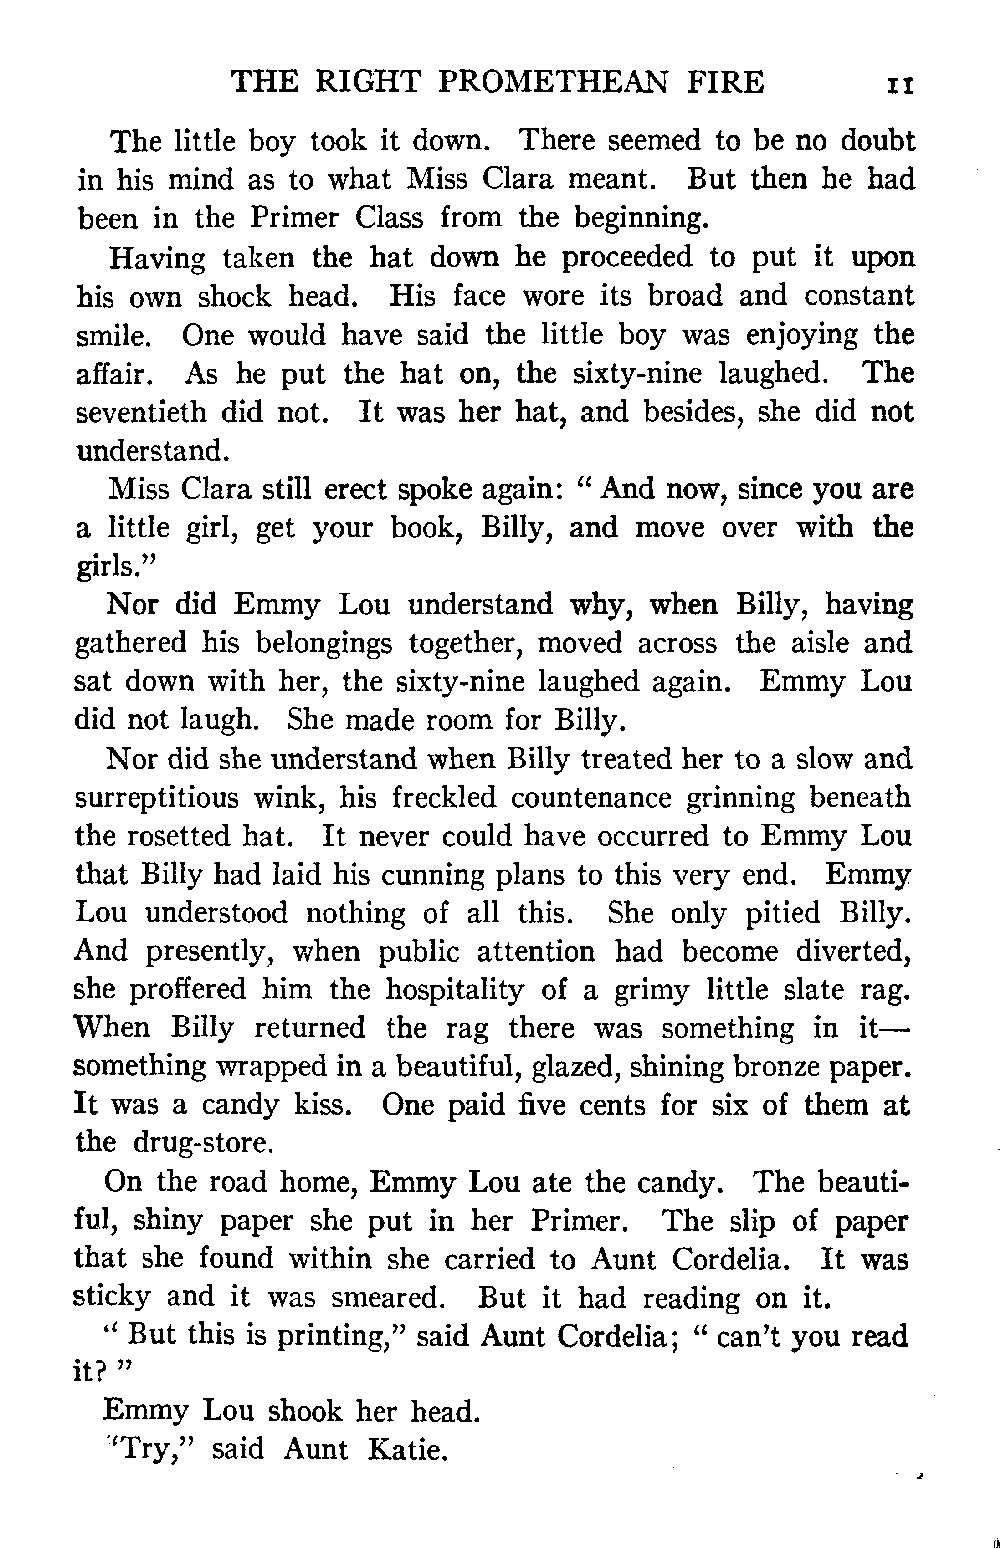 THE RIGHT PROMETHEAN FIRE 11
The little boy took it down. There seemed to be no doubt
in his mind as to what Miss Clara meant. But then he had
been in the Primer Class from the beginning.
Having taken the hat down he proceeded to put it upon
his own shock head. His face wore its broad and constant
smile. One would have said the little boy was enjoying the
affair. As he put the hat on, the sixty-nine laughed. The
seventieth did not. It was her hat, and besides, she did not
understand.
Miss Clara still erect spoke again: “ And now, since you are
a little girl, get your book, Billy, and move over with the
girls.”
Nor did Emmy Lou understand why, when Billy, having
gathered his belongings together, moved across the aisle and
sat down with her, the sixty-nine laughed again. Emmy Lou
did not laugh. She made room for Billy.
Nor did she understand when Billy treated her to a slow and
surreptitious wink, his freckled countenance grinning beneath
the rosetted hat. It never could have occurred to Emmy Lou
that Billy had laid his cunning plans to this very end. Emmy
Lou understood nothing of all this. She only pitied Billy.
And presently, when public attention had become diverted,
she proffered him the hospitality of a grimy little slate rag.
When Billy returned the rag there was something in it—
something wrapped in a beautiful, glazed, shining bronze paper.
It was a candy kiss. One paid five cents for six of them at
the drug-store.
On the road home, Emmy Lou ate the candy. The beauti-
ful, shiny paper she put in her Primer. The slip of paper
that she found within she carried to Aunt Cordelia. It was
sticky and it was smeared. But it had reading on it.
“ But this is printing,” said Aunt Cordelia; “ can't you read
it? ”
Emmy Lou shook her head.
“Try,” said Aunt Katie.